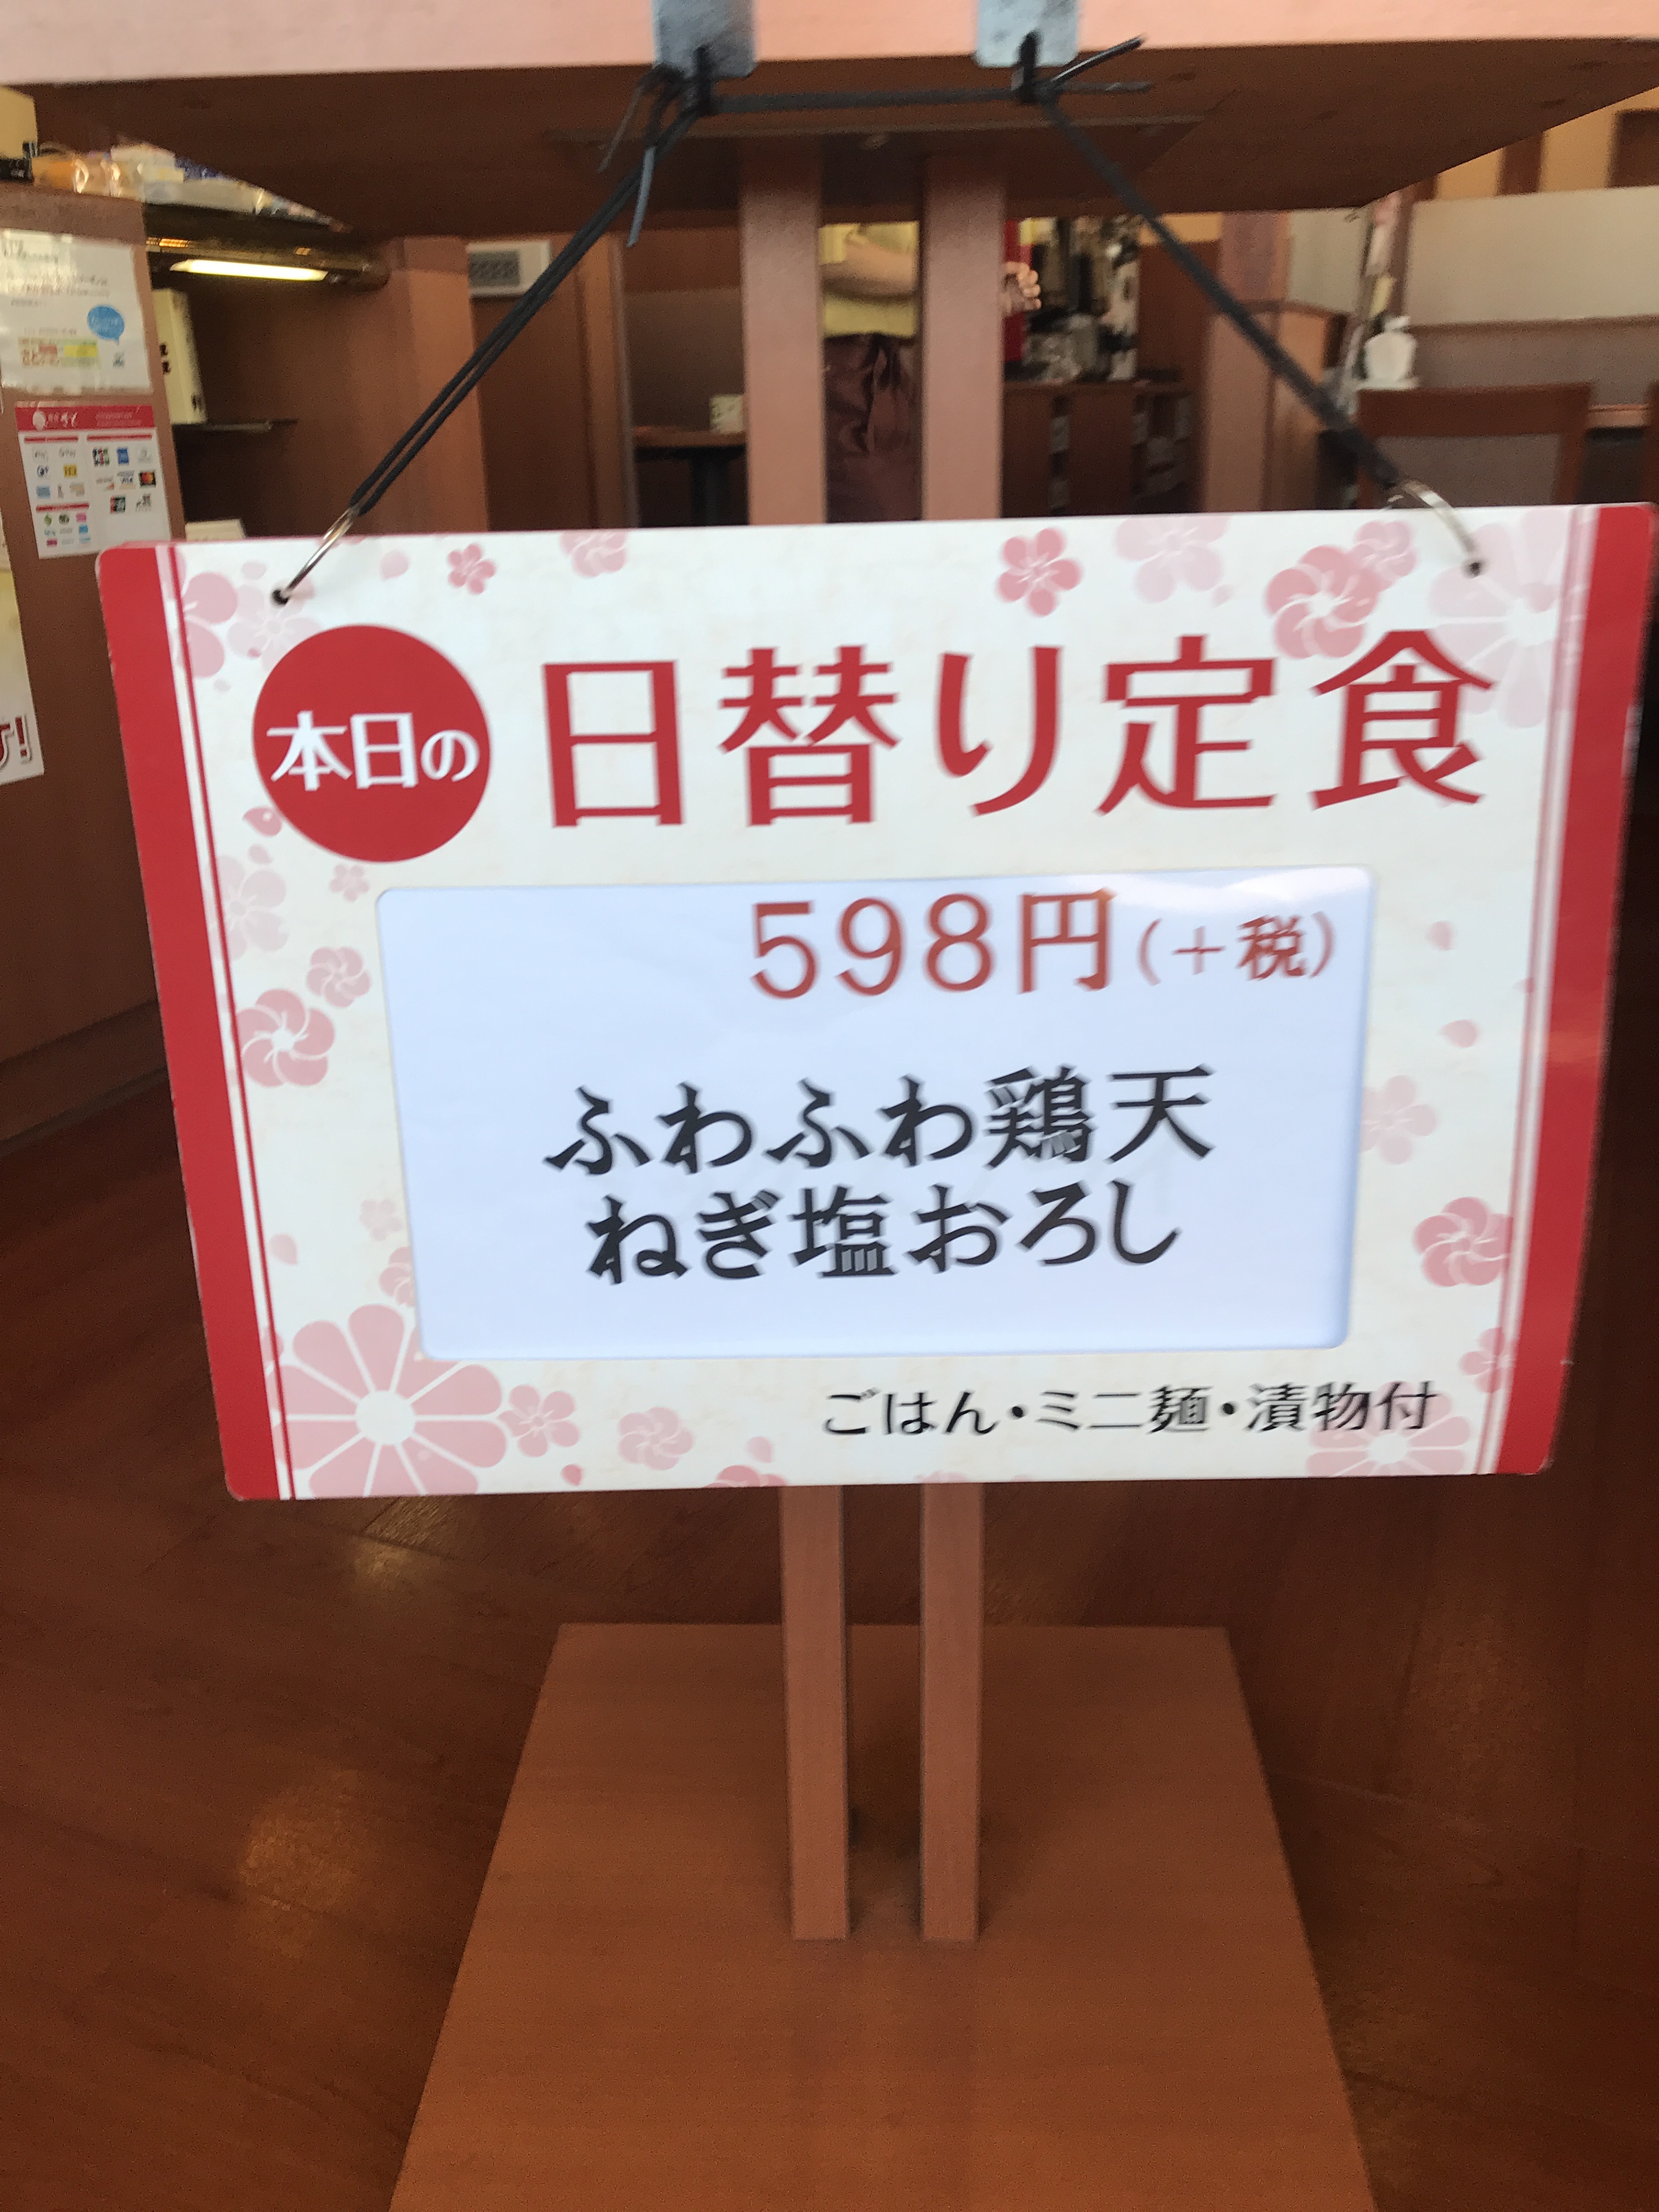 本日の
日替り定食
598円(+税)
ふわふわ鶏天
ねぎ塩おろし
ごはん・ミニ麺・漬物付